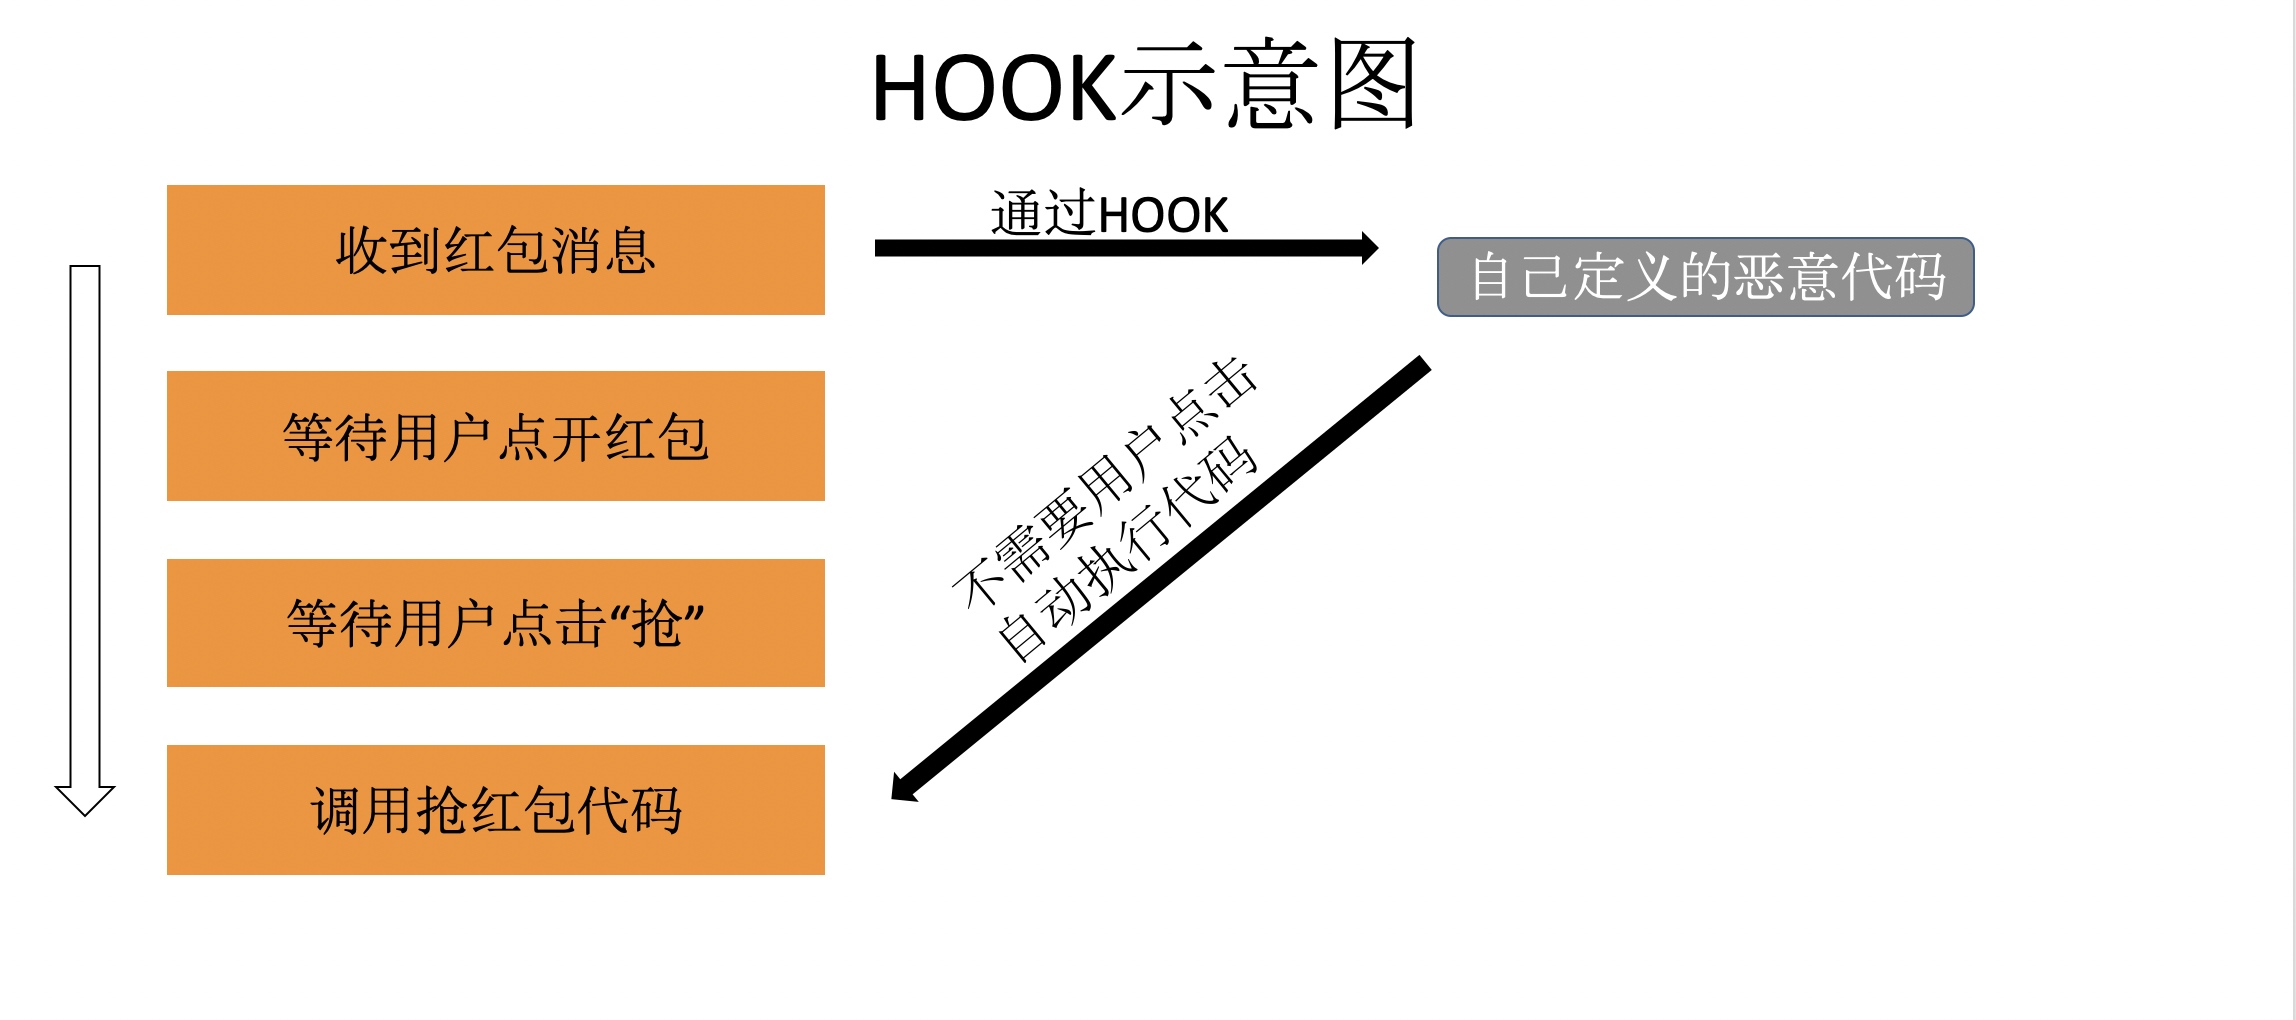 HOOK示意图
收到红包消息
通过HOOK
自己定义的恶意代码
等待用户点开红包
不需要用户点击
自动执行代码
等待用户点击“抢”
调用抢红包代码